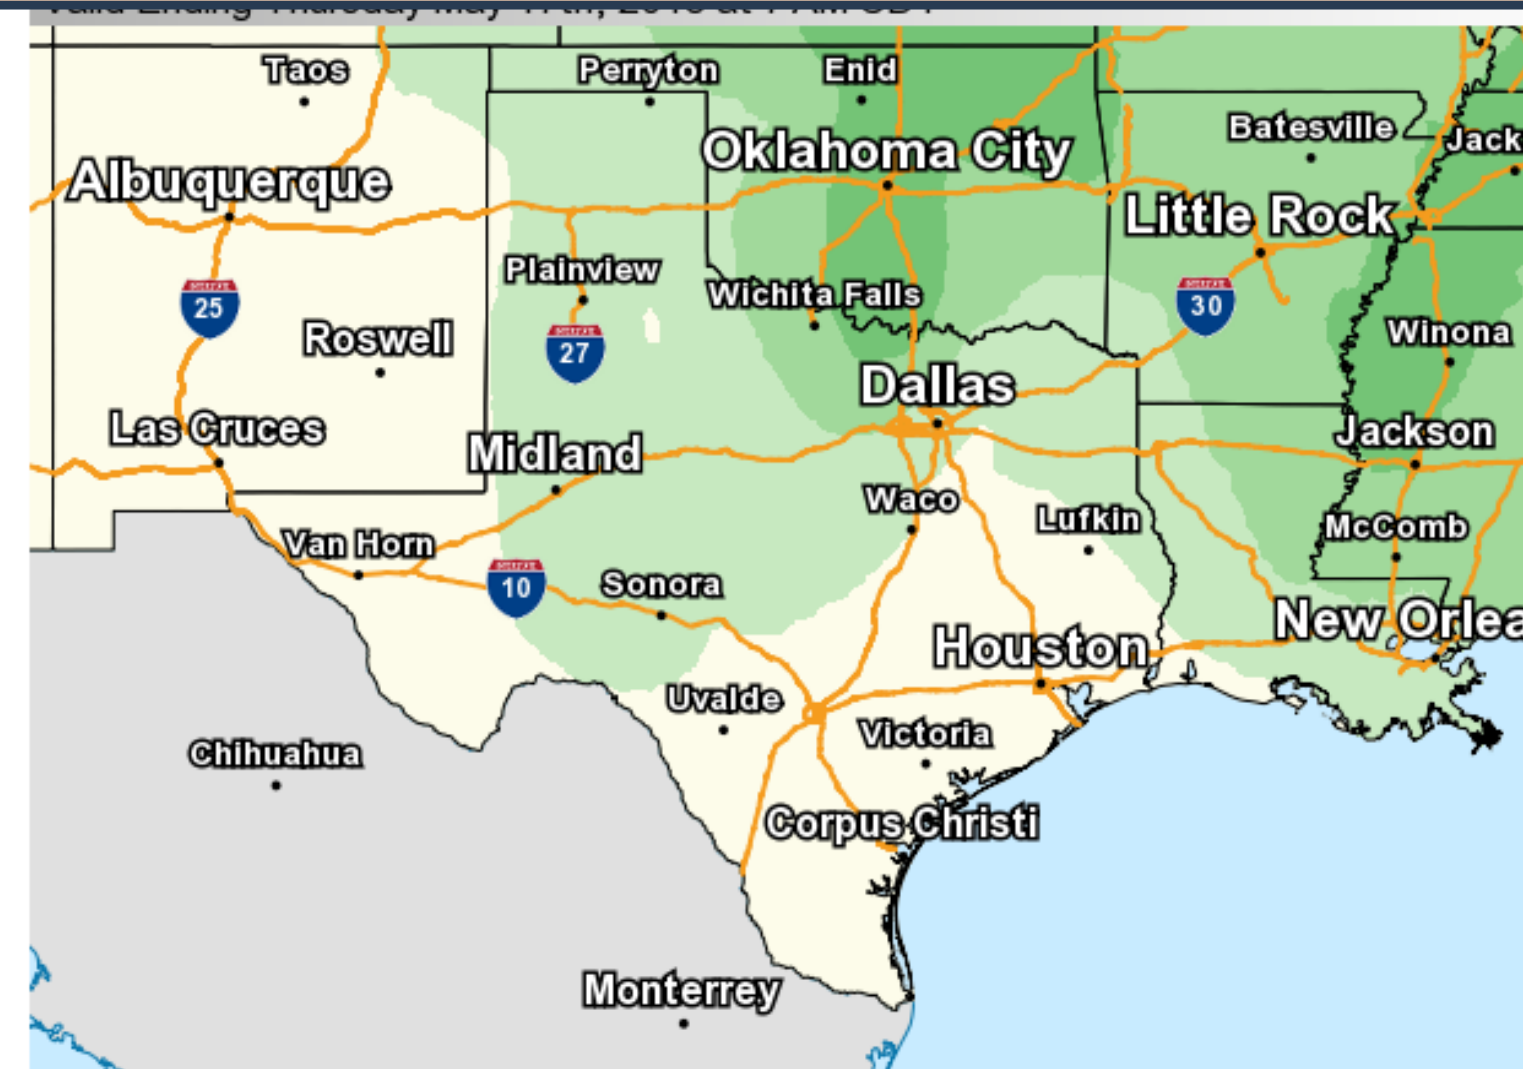 Taos
Perryton
Enid
Batesville
Oklahoma City
Jack
Albuquerque
Little Rock
Plainview
25
Wichita Falls
30
Roswell
27
Winona
Dallas
Las Cruces
Midland
Jackson
Waco
Lufkin
McComb
Van Horn
10
Sonora
New Orlea
Houston
Uvalde
Victoria
Chihuahua
Corpus Christi
Monterrey